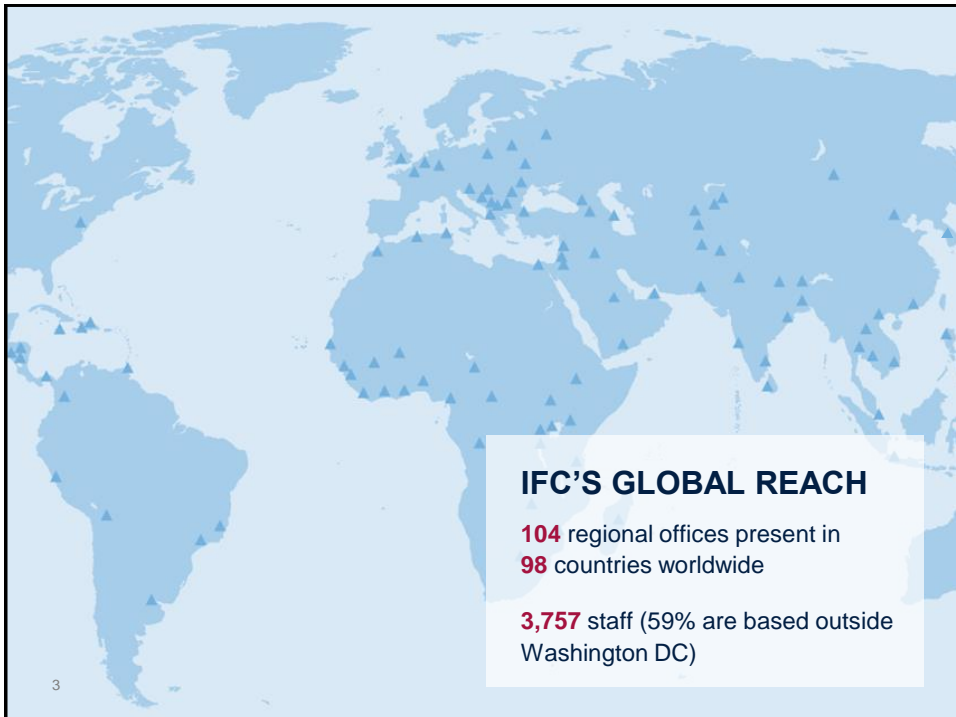 IFC’S GLOBAL REACH
104 regional offices present in
98 countries worldwide
3,757 staff (59% are based outside
Washington DC)
3